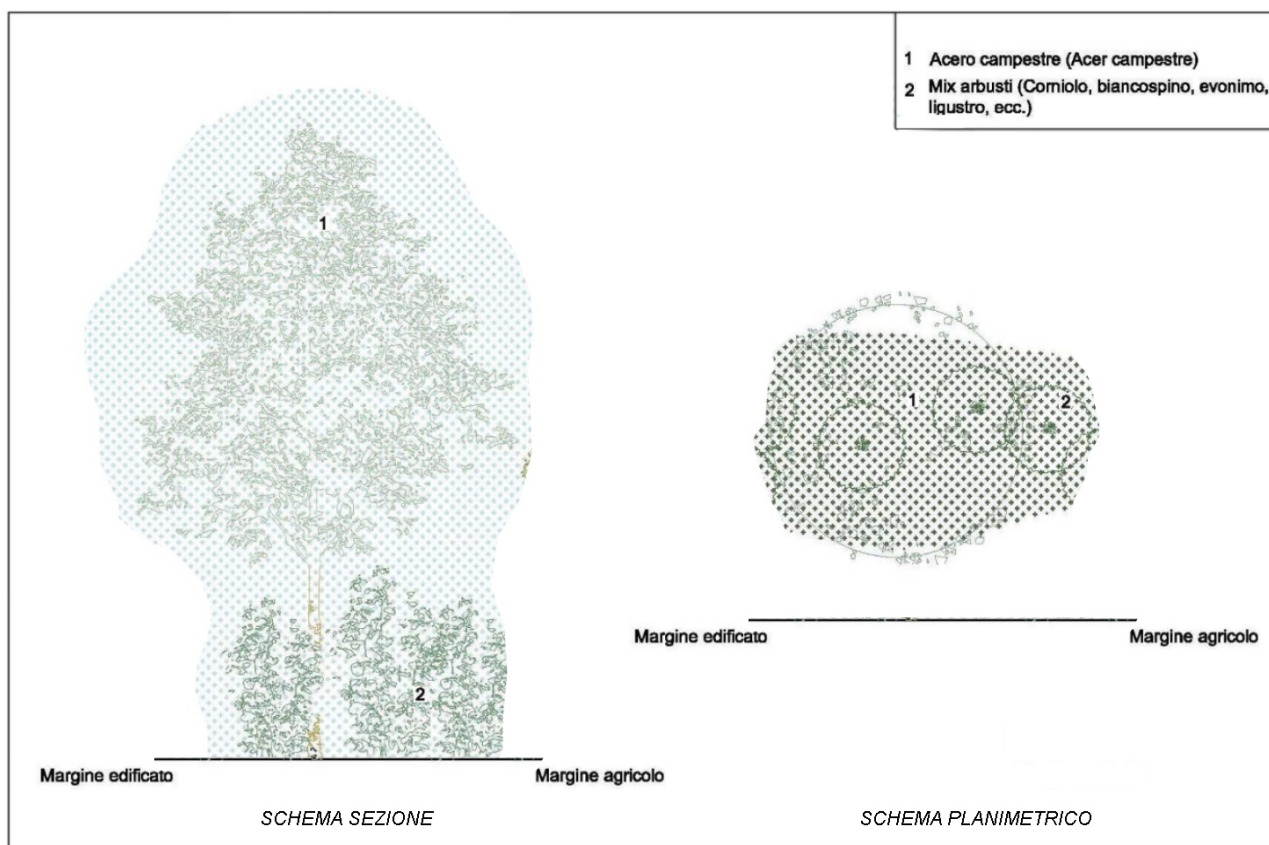 1 Acero campestre (Acer campestre)
2 Mix arbusti (Corniolo, biancospino, evonimo,
ligustro, ecc.)
1
2
1
2
Margine edificato
Margine agricolo
Margine edificato
Margine agricolo
SCHEMA SEZIONE
SCHEMA PLANIMETRICO